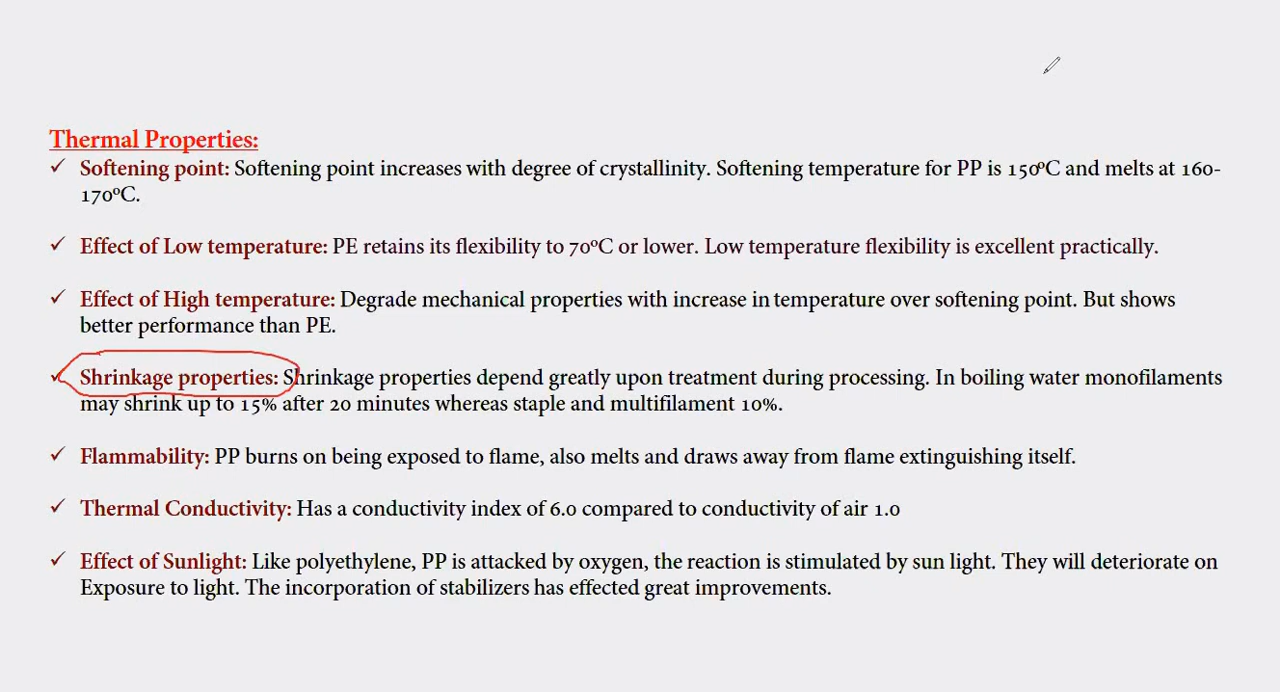 Thermal Properties:
✓ Softening point: Softening point increases with degree of crystallinity. Softening temperature for PP is 150ºC and melts at 160-
170ºC.
✓ Effect of Low temperature: PE retains its flexibility to 70ºC or lower. Low temperature flexibility is excellent practically.
✓ Effect of High temperature: Degrade mechanical properties with increase in temperature over softening point. But shows
better performance than PE.
✓ Shrinkage properties: Shrinkage properties depend greatly upon treatment during processing. In boiling water monofilaments
may shrink up to 15% after 20 minutes whereas staple and multifilament 10%.
✓ Flammability: PP burns on being exposed to flame, also melts and draws away from flame extinguishing itself.
✓ Thermal Conductivity: Has a conductivity index of 6.0 compared to conductivity of air 1.0
✓ Effect of Sunlight: Like polyethylene, PP is attacked by oxygen, the reaction is stimulated by sun light. They will deteriorate on
Exposure to light. The incorporation of stabilizers has effected great improvements.